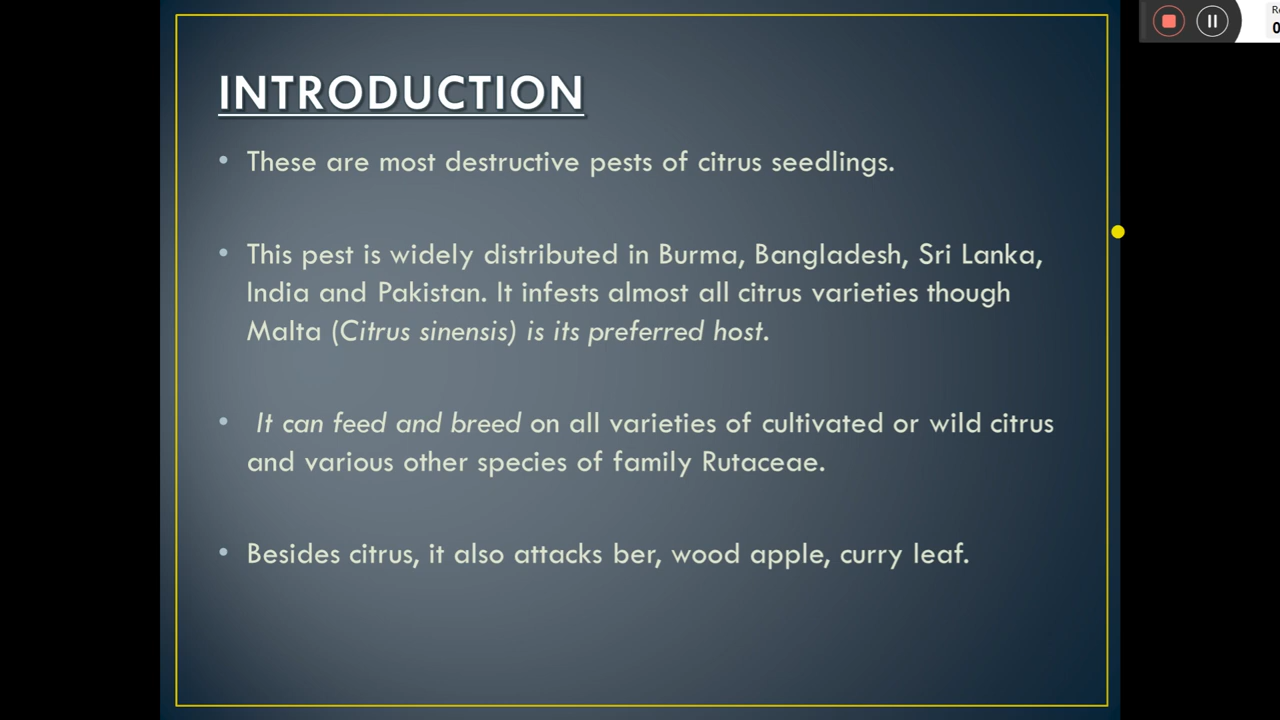 Re
0
INTRODUCTION
• These are most destructive pests of citrus seedlings.
• This pest is widely distributed in Burma, Bangladesh, Sri Lanka,
India and Pakistan. It infests almost all citrus varieties though
Malta (Citrus sinensis) is its preferred host.
• It can feed and breed on all varieties of cultivated or wild citrus
and various other species of family Rutaceae.
• Besides citrus, it also attacks ber, wood apple, curry leaf.